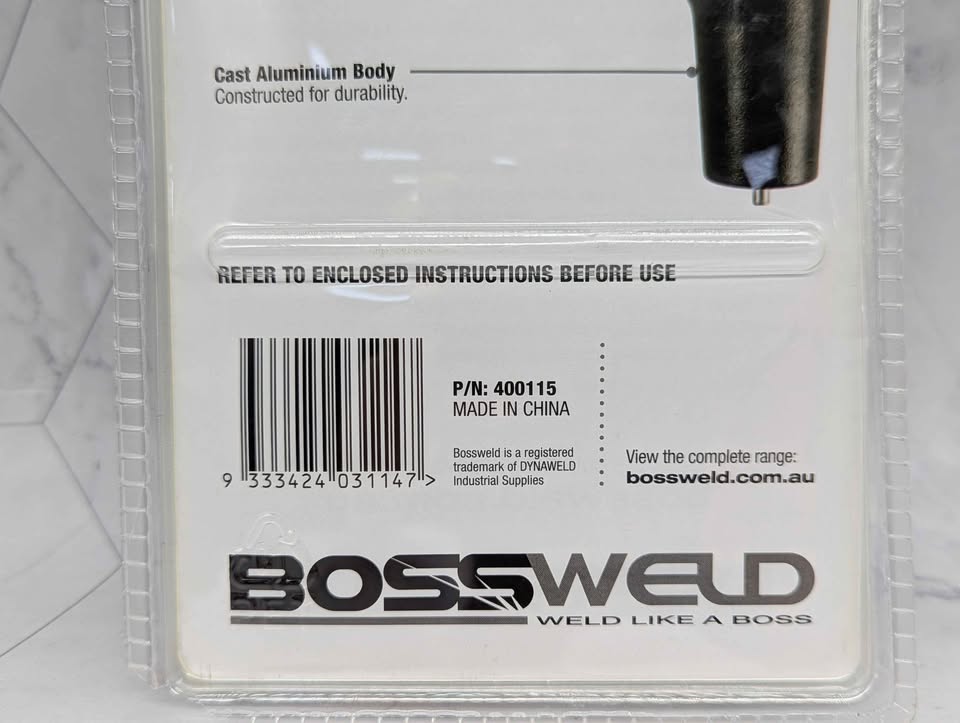 Cast Aluminium Body
Constructed for durability.
REFER TO ENCLOSED INSTRUCTIONS BEFORE USE
P/N: 400115
MADE IN CHINA
Bossweld is a registered
trademark of DYNAWELD
Industrial Supplies
9 333424 031147 >
View the complete range:
bossweld.com.au
BOSSWELD
WELD LIKE A BOSS